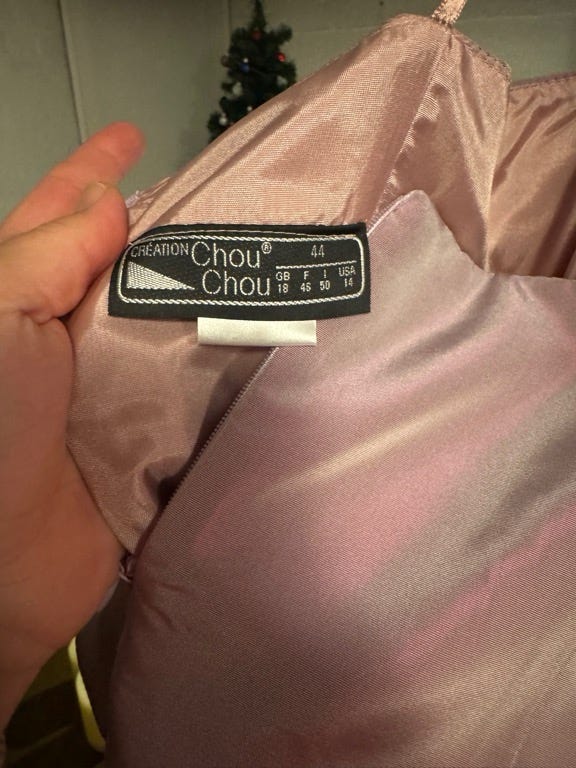 CRÉATION Chou® Chou
44
GB F I USA
18 46 50 14